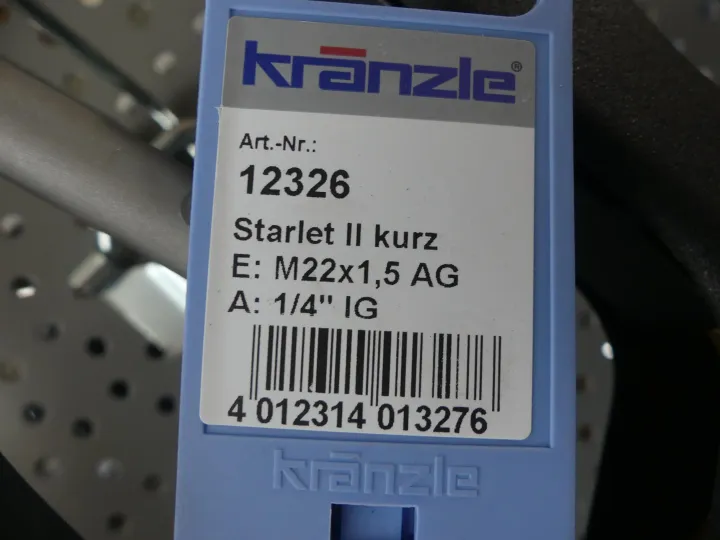 kränzle®
Art.-Nr.:
12326
Starlet II kurz
E: M22x1,5 AG
A: 1/4" IG
4 012314 013276
kränzle